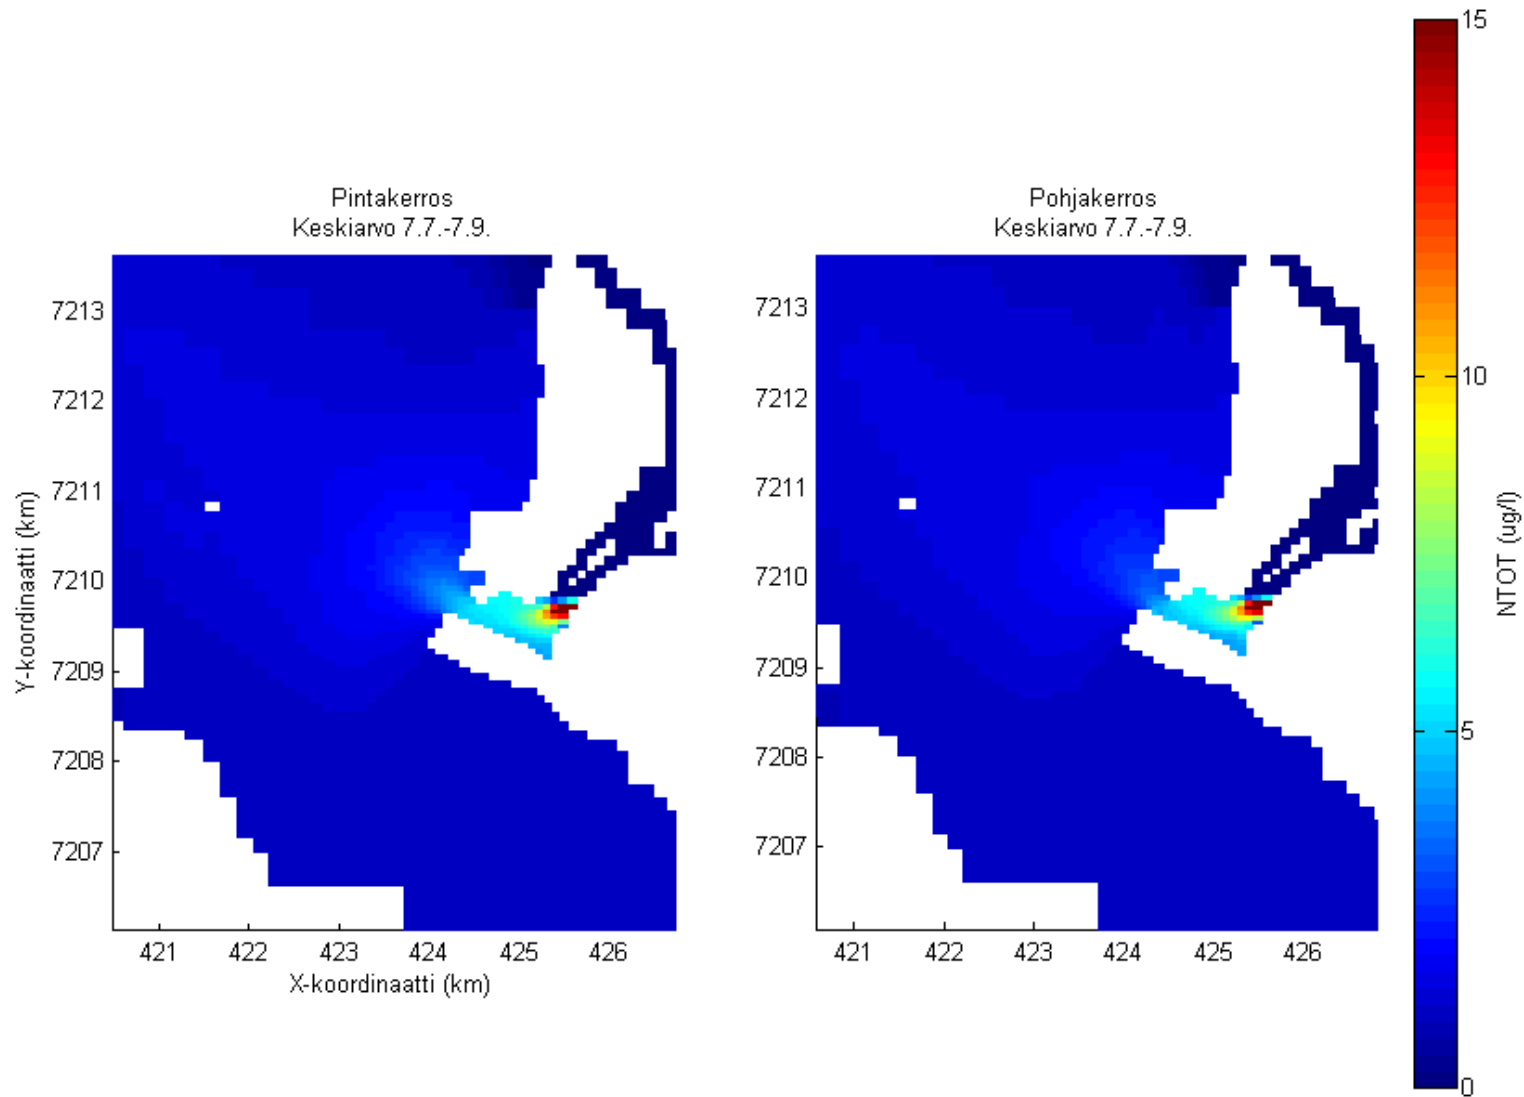 Pintakerros
Keskiarvo 7.7.-7.9.
7213
7212
7211
7210
7209
7208
7207
Y-koordinaatti (km)
421 422 423 424 425 426
X-koordinaatti (km)
Pohjakerros
Keskiarvo 7.7.-7.9.
7213
7212
7211
7210
7209
7208
7207
421 422 423 424 425 426
15
10
5
0
NTOT (ug/l)